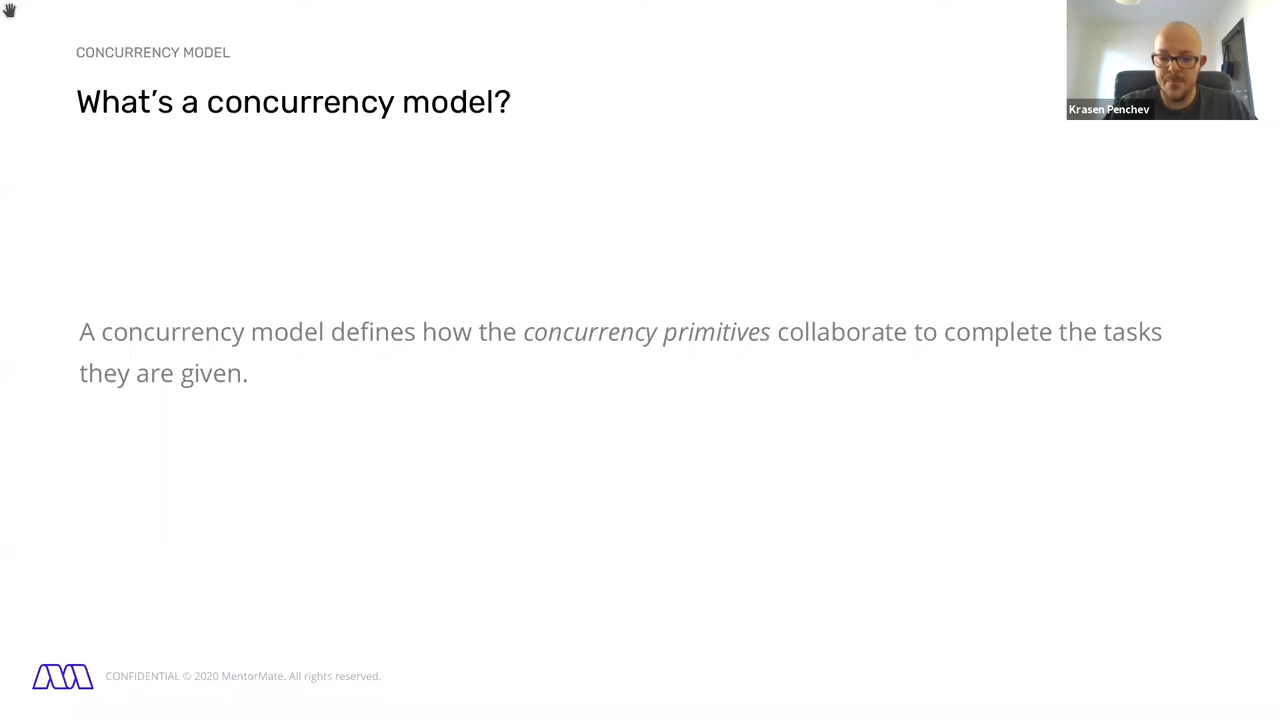 CONCURRENCY MODEL
What's a concurrency model?
Krasen Penchev
A concurrency model defines how the concurrency primitives collaborate to complete the tasks
they are given.
CONFIDENTIAL © 2020 MentorMate. All rights reserved.